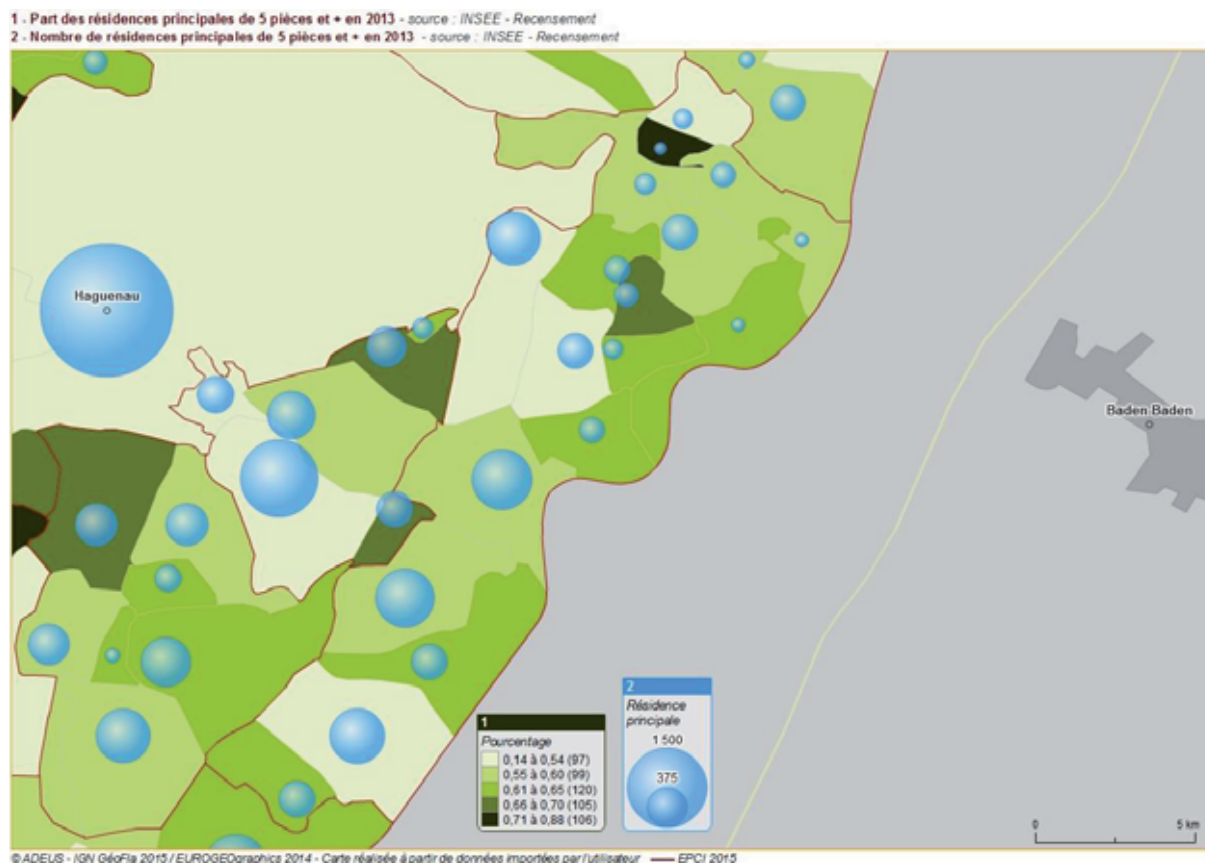 1 - Part des résidences principales de 5 pièces et + en 2013 - source : INSEE - Recensement
2 - Nombre de résidences principales de 5 pièces et + en 2013 - source : INSEE - Recensement
Haguenau
Baden Baden
1
Pourcentage
0,14 à 0,54 (97)
0,55 à 0,60 (99)
0,61 à 0,65 (120)
0,66 à 0,70 (105)
0,71 à 0,88 (106)
2
Résidence
principale
1 500
375
0 5 km
© ADEUS - IGN GéoFla 2015 / EUROGEOgraphics 2014 - Carte réalisée à partir de données importées par l'utilisateur — EPCI 2015